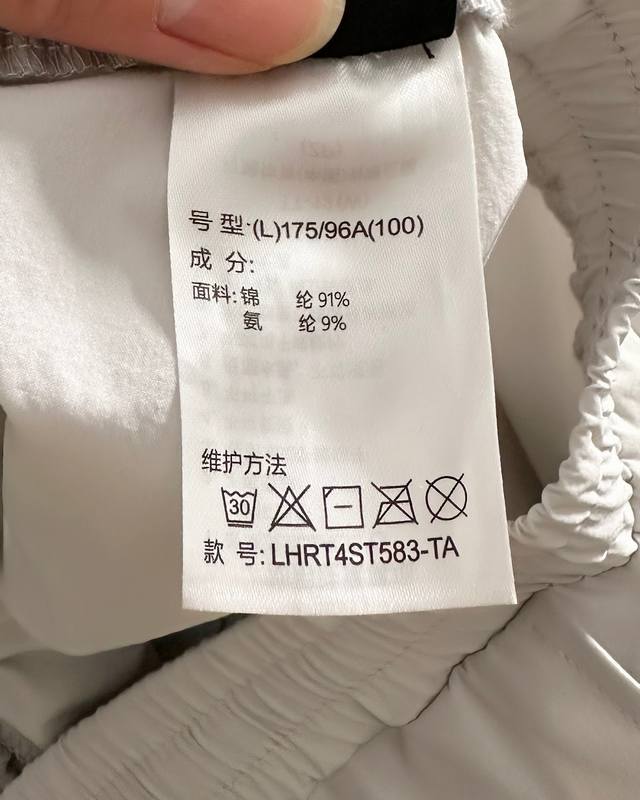 号 型:(L)175/96A(100)
成 分:
面料:锦 纶 91%
氨 纶 9%
维护方法
30
款 号:LHRT4ST583-TA